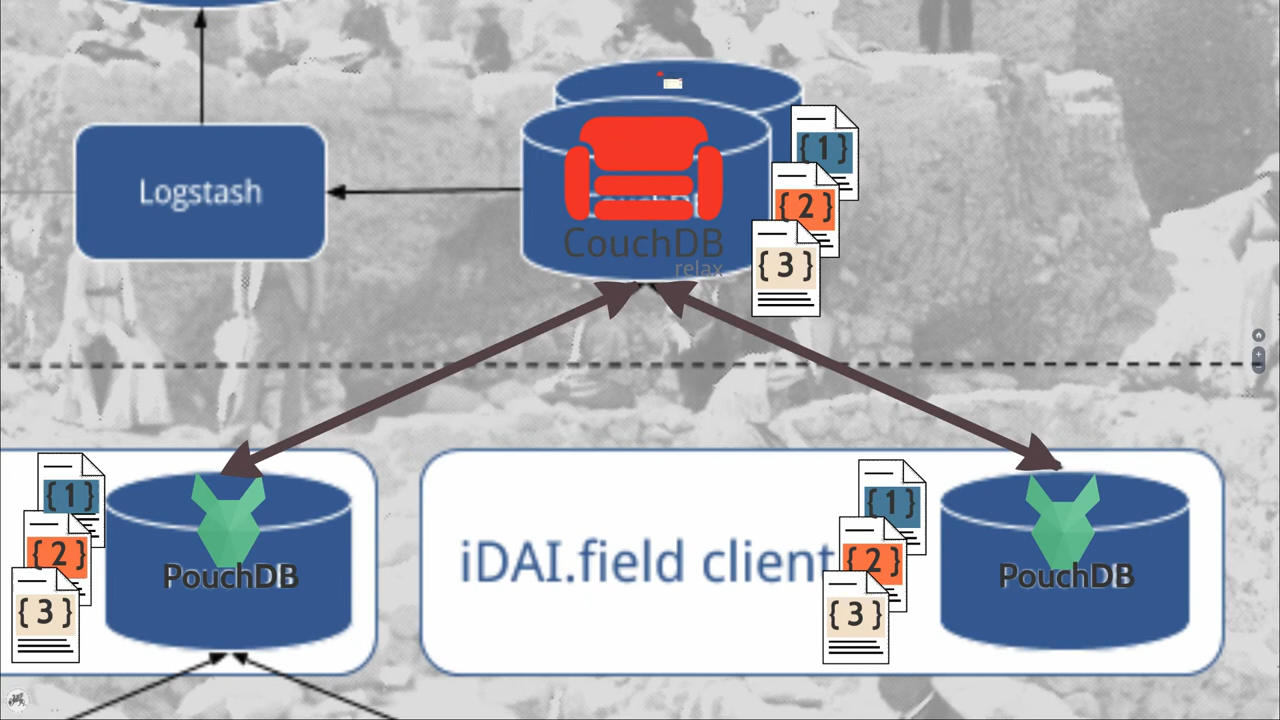 {1}
Logstash
{2}
CouchDB
relax
{3}
{1}
{1}
iDAI.field client
{2}
{2}
PouchDB
PouchDB
{3}
{3}